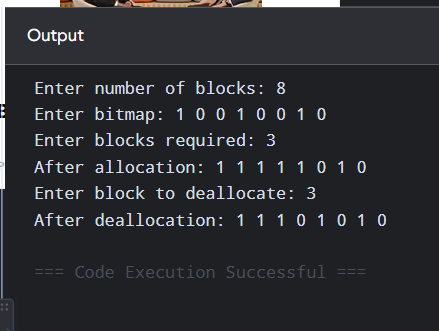 Output
Enter number of blocks: 8
Enter bitmap: 1 0 0 1 0 0 1 0
Enter blocks required: 3
After allocation: 1 1 1 1 1 0 1 0
Enter block to deallocate: 3
After deallocation: 1 1 1 0 1 0 1 0
=== Code Execution Successful ===